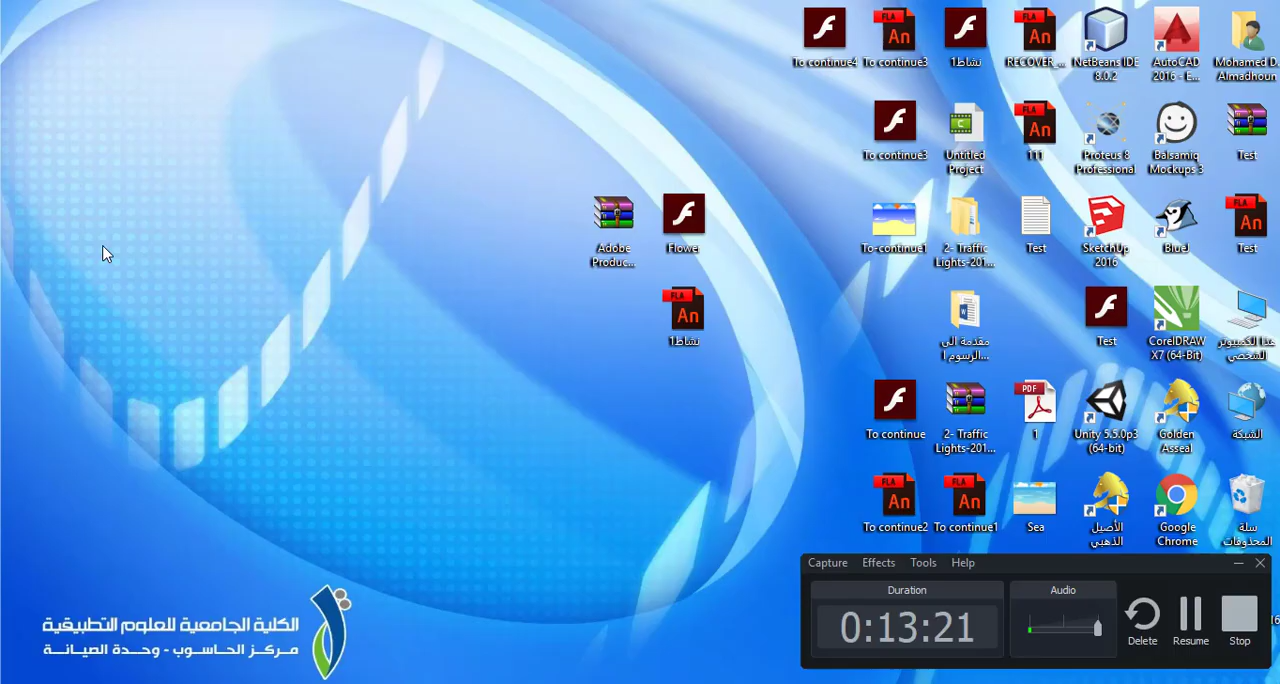 To continue4
To continue3
نشاط1
RECOVER_...
NetBeans IDE
8.0.2
AutoCAD
2016 - E...
Mohamed D.
Almadhoun
To continue3
Untitled
Project
111
Proteus 8
Professional
Balsamiq
Mockups 3
Test
Adobe
Produc...
Flowe
To-continue1
2- Traffic
Lights-201...
Test
SketchUp
2016
BlueJ
Test
نشاط1
مقدمة الى
الرسوم ا...
Test
CorelDRAW
X7 (64-Bit)
هذا الكمبيوتر
الشخصي
To continue
2- Traffic
Lights-201...
1
Unity 5.5.0p3
(64-bit)
Golden
Asseal
الشبكة
To continue2
To continue1
Sea
الأصيل
الذهبي
Google
Chrome
سلة
المحذوفات
Capture Effects Tools Help
Duration
Audio
0:13:21
Delete
Resume
Stop
الكلية الجامعية للعلوم التطبيقية
مركز الحاسوب - وحدة الصيانة